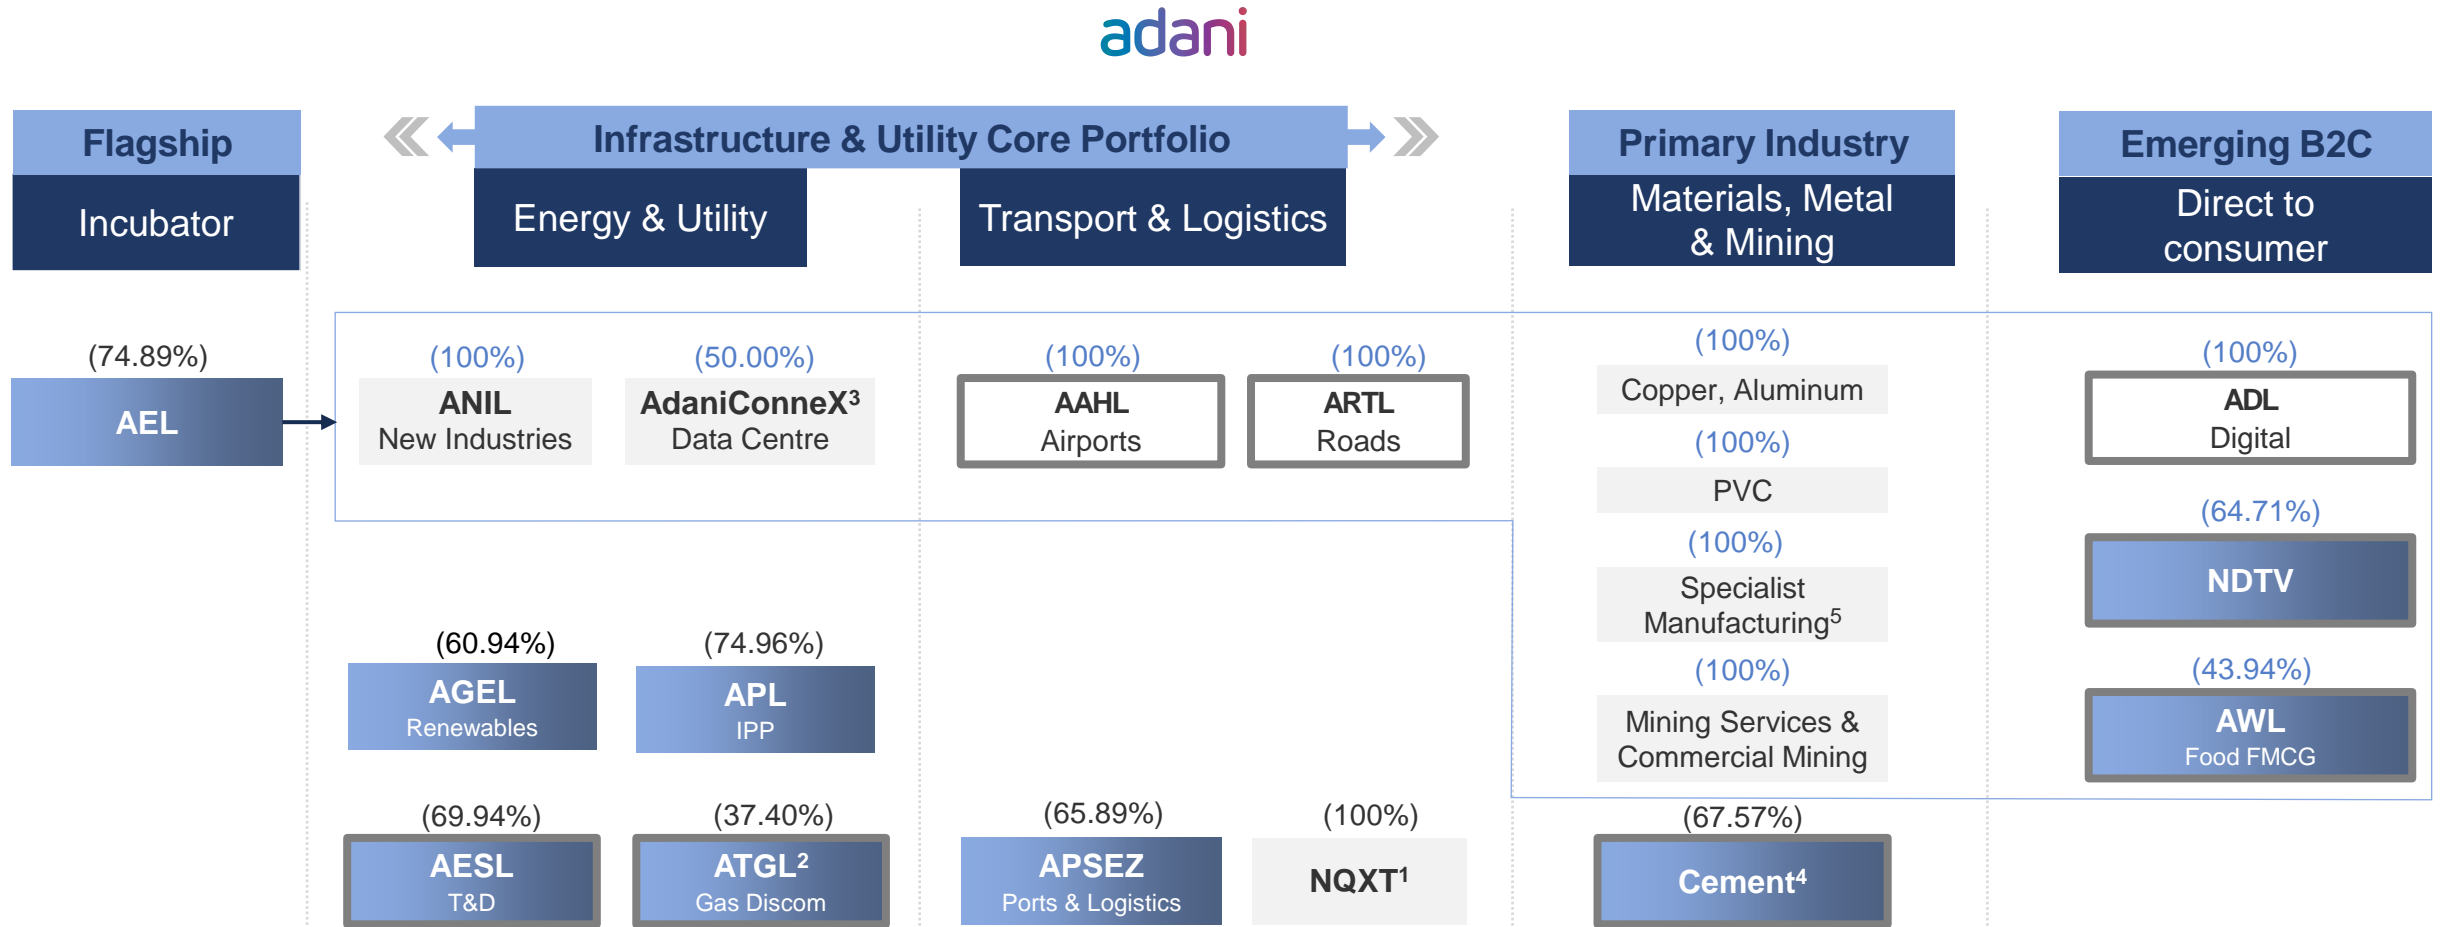 adani
Flagship
Incubator
Infrastructure & Utility Core Portfolio
Energy & Utility
Transport & Logistics
Primary Industry
Materials, Metal
& Mining
Emerging B2C
Direct to
consumer
(74.89%)
AEL
(100%)
ANIL
New Industries
(50.00%)
AdaniConneX³
Data Centre
(100%)
AAHL
Airports
(100%)
ARTL
Roads
(60.94%)
AGEL
Renewables
(74.96%)
APL
IPP
(69.94%)
AESL
T&D
(37.40%)
ATGL²
Gas Discom
(65.89%)
APSEZ
Ports & Logistics
(100%)
NQXT¹
(100%)
Copper, Aluminum
(100%)
PVC
(100%)
Specialist
Manufacturing⁵
(100%)
Mining Services &
Commercial Mining
(67.57%)
Cement⁴
(100%)
ADL
Digital
(64.71%)
NDTV
(43.94%)
AWL
Food FMCG